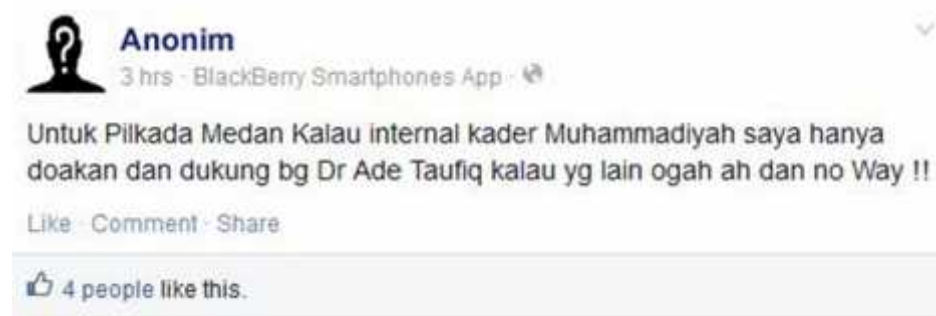 Anonim
3 hrs · BlackBerry Smartphones App ·
Untuk Pilkada Medan Kalau internal kader Muhammadiyah saya hanya
doakan dan dukung bg Dr Ade Taufiq kalau yg lain ogah ah dan no Way !!
Like · Comment · Share
4 people like this.